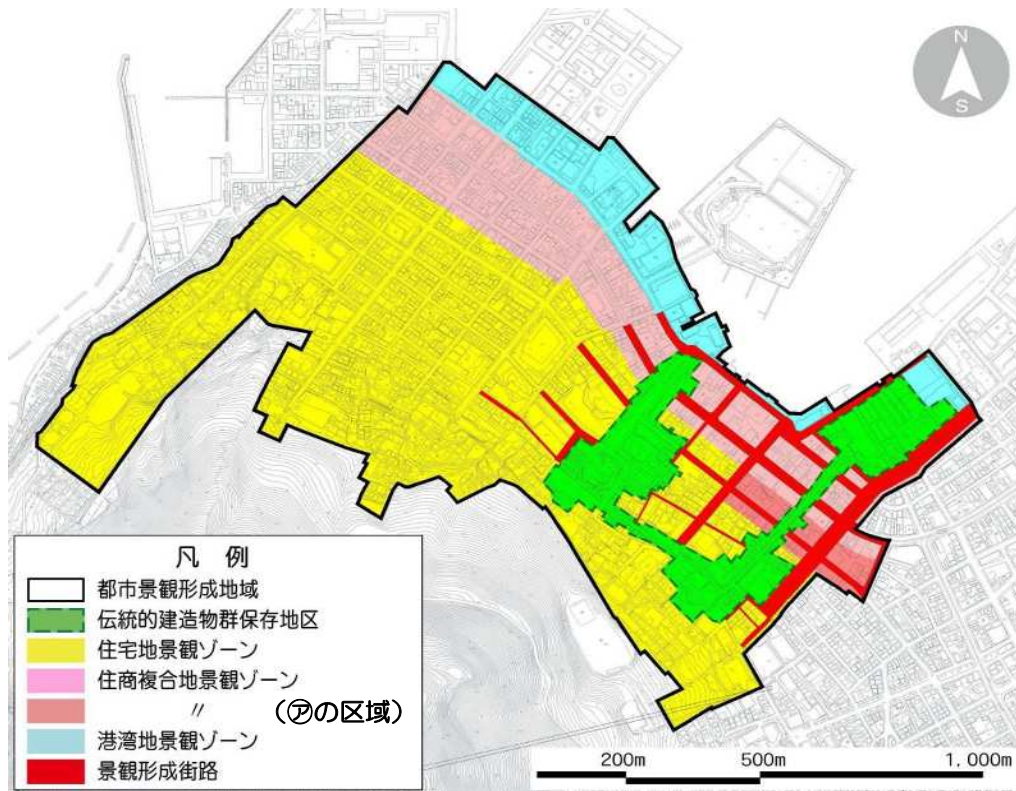 N
S
凡 例
都市景観形成地域
伝統的建造物群保存地区
住宅地景観ゾーン
住商複合地景観ゾーン
〃 (㋐の区域)
港湾地景観ゾーン
景観形成街路
200m 500m 1,000m